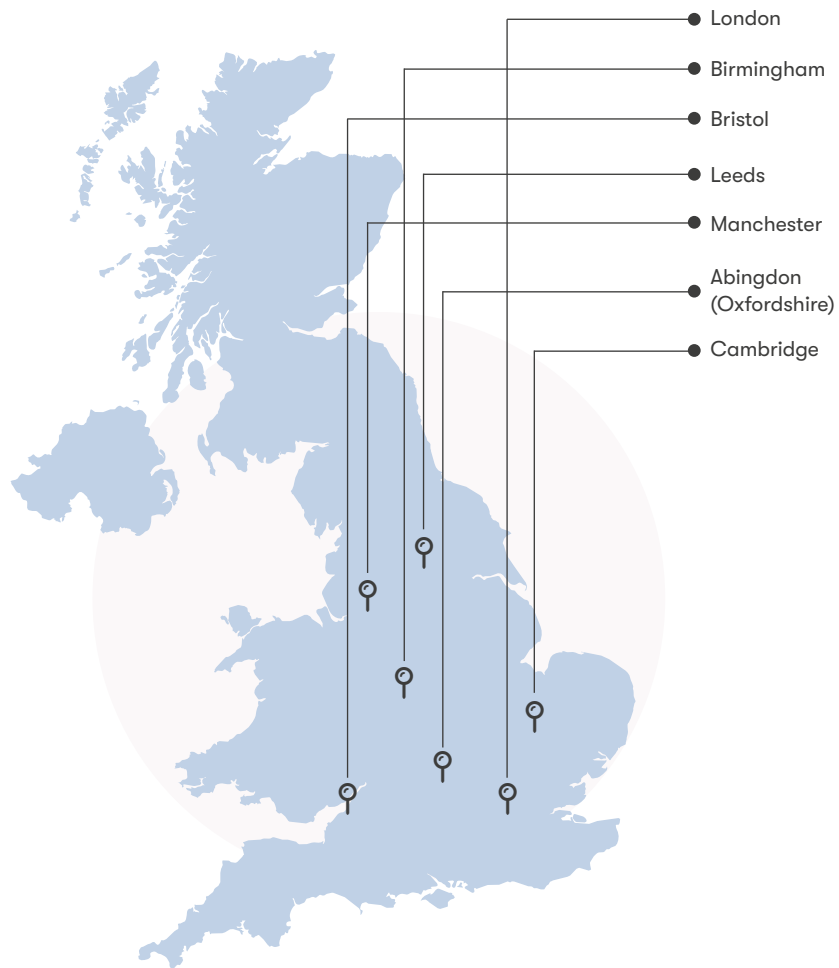 London
Birmingham
Bristol
Leeds
Manchester
Abingdon
(Oxfordshire)
Cambridge